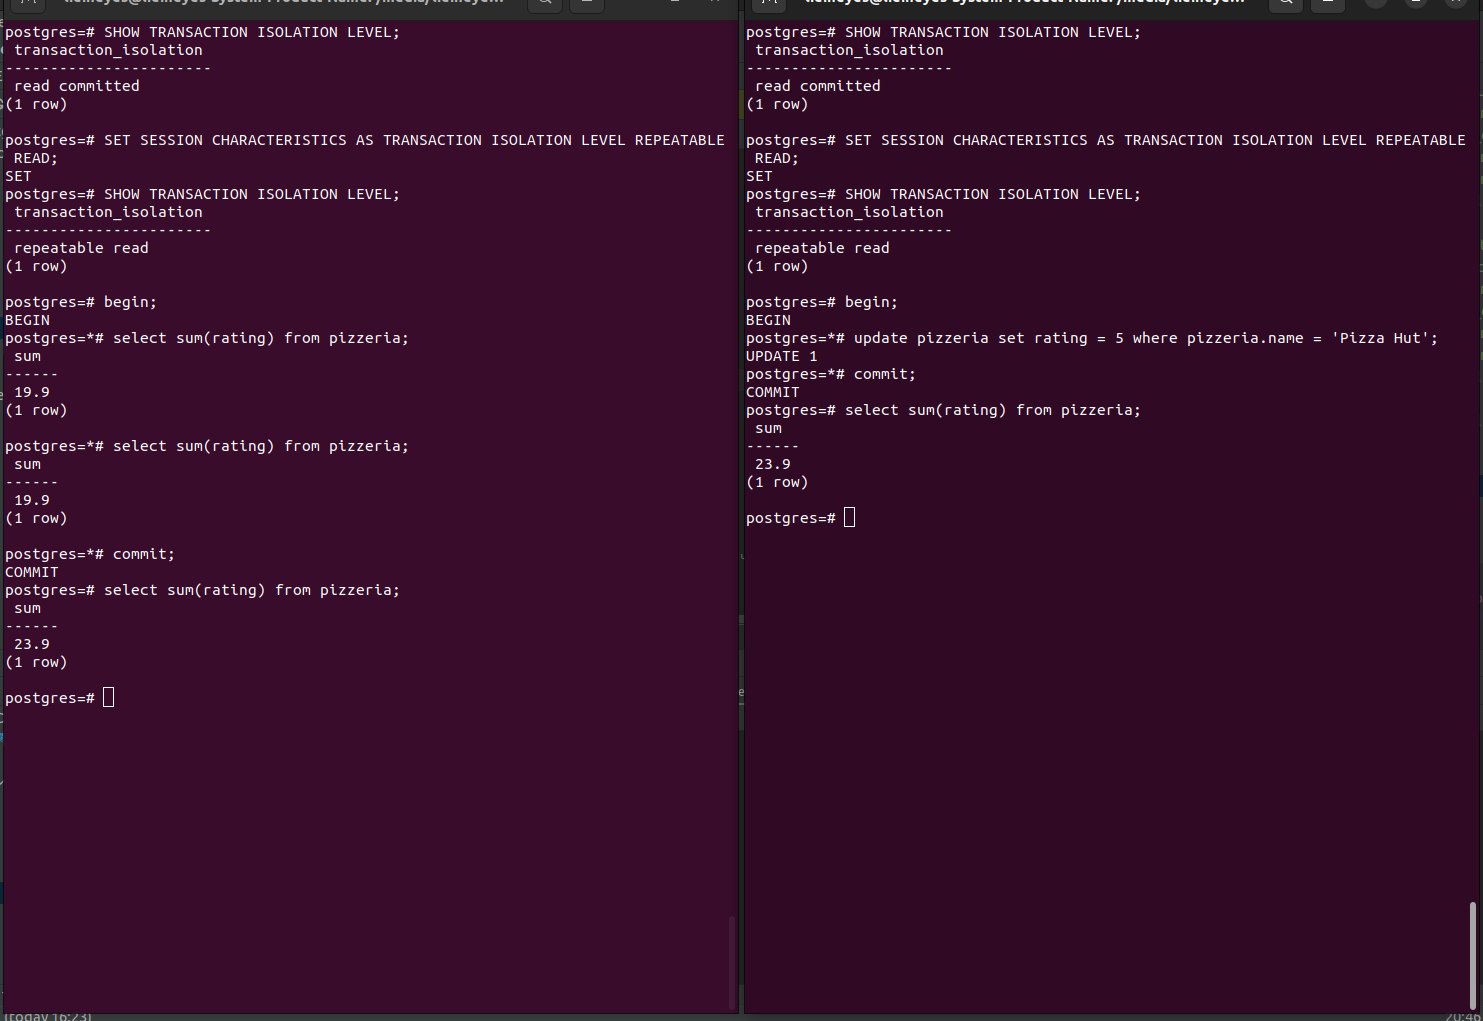 postgres=# SHOW TRANSACTION ISOLATION LEVEL;
 transaction_isolation
-----------------------
 read committed
(1 row)

postgres=# SET SESSION CHARACTERISTICS AS TRANSACTION ISOLATION LEVEL REPEATABLE
 READ;
SET
postgres=# SHOW TRANSACTION ISOLATION LEVEL;
 transaction_isolation
-----------------------
 repeatable read
(1 row)

postgres=# begin;
BEGIN
postgres=*# select sum(rating) from pizzeria;
 sum
------
 19.9
(1 row)

postgres=*# select sum(rating) from pizzeria;
 sum
------
 19.9
(1 row)

postgres=*# commit;
COMMIT
postgres=# select sum(rating) from pizzeria;
 sum
------
 23.9
(1 row)

postgres=#
postgres=# SHOW TRANSACTION ISOLATION LEVEL;
 transaction_isolation
-----------------------
 read committed
(1 row)

postgres=# SET SESSION CHARACTERISTICS AS TRANSACTION ISOLATION LEVEL REPEATABLE
 READ;
SET
postgres=# SHOW TRANSACTION ISOLATION LEVEL;
 transaction_isolation
-----------------------
 repeatable read
(1 row)

postgres=# begin;
BEGIN
postgres=*# update pizzeria set rating = 5 where pizzeria.name = 'Pizza Hut';
UPDATE 1
postgres=*# commit;
COMMIT
postgres=# select sum(rating) from pizzeria;
 sum
------
 23.9
(1 row)

postgres=#
(today 16:23)
20:46